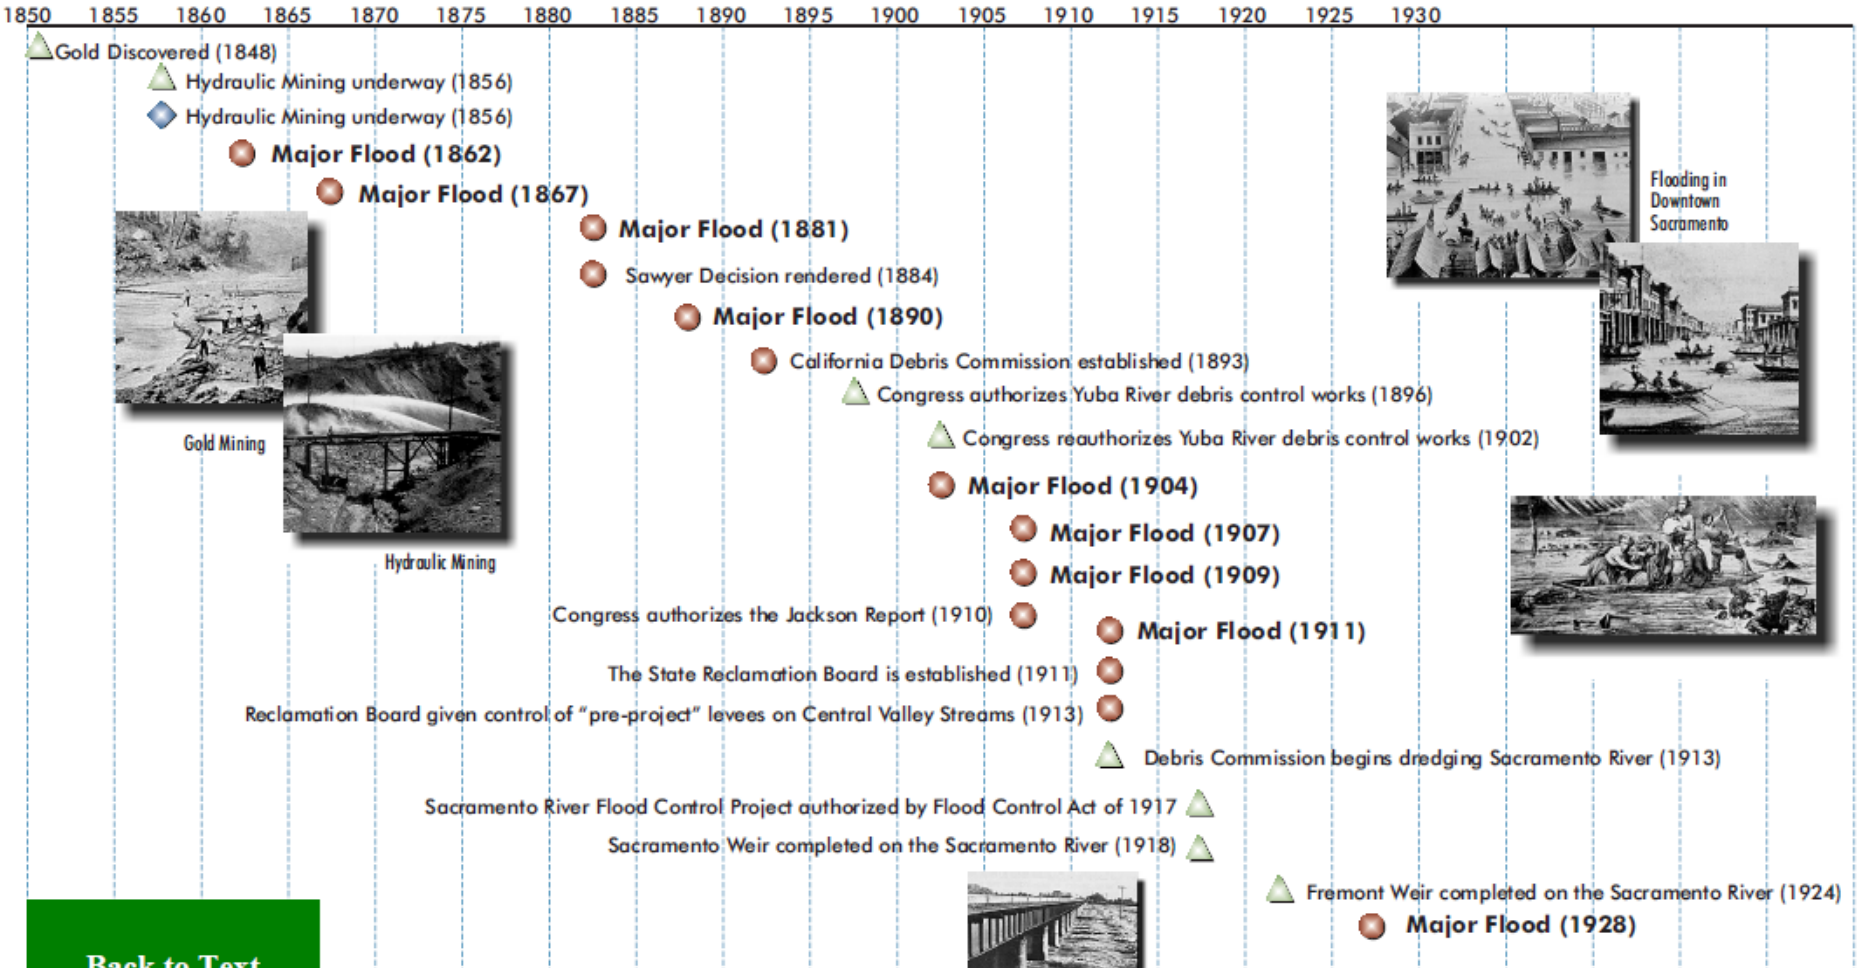 1850 1855 1860 1865 1870 1875 1880 1885 1890 1895 1900 1905 1910 1915 1920 1925 1930
Gold Discovered (1848)
Hydraulic Mining underway (1856)
Hydraulic Mining underway (1856)
Major Flood (1862)
Major Flood (1867)
Flooding in
Downtown
Sacramento
Major Flood (1881)
Sawyer Decision rendered (1884)
Major Flood (1890)
California Debris Commission established (1893)
Congress authorizes Yuba River debris control works (1896)
Gold Mining
Congress reauthorizes Yuba River debris control works (1902)
Major Flood (1904)
Major Flood (1907)
Hydraulic Mining
Major Flood (1909)
Congress authorizes the Jackson Report (1910)
Major Flood (1911)
The State Reclamation Board is established (1911)
Reclamation Board given control of “pre-project” levees on Central Valley Streams (1913)
Debris Commission begins dredging Sacramento River (1913)
Sacramento River Flood Control Project authorized by Flood Control Act of 1917
Sacramento Weir completed on the Sacramento River (1918)
Fremont Weir completed on the Sacramento River (1924)
Major Flood (1928)
Back to Text